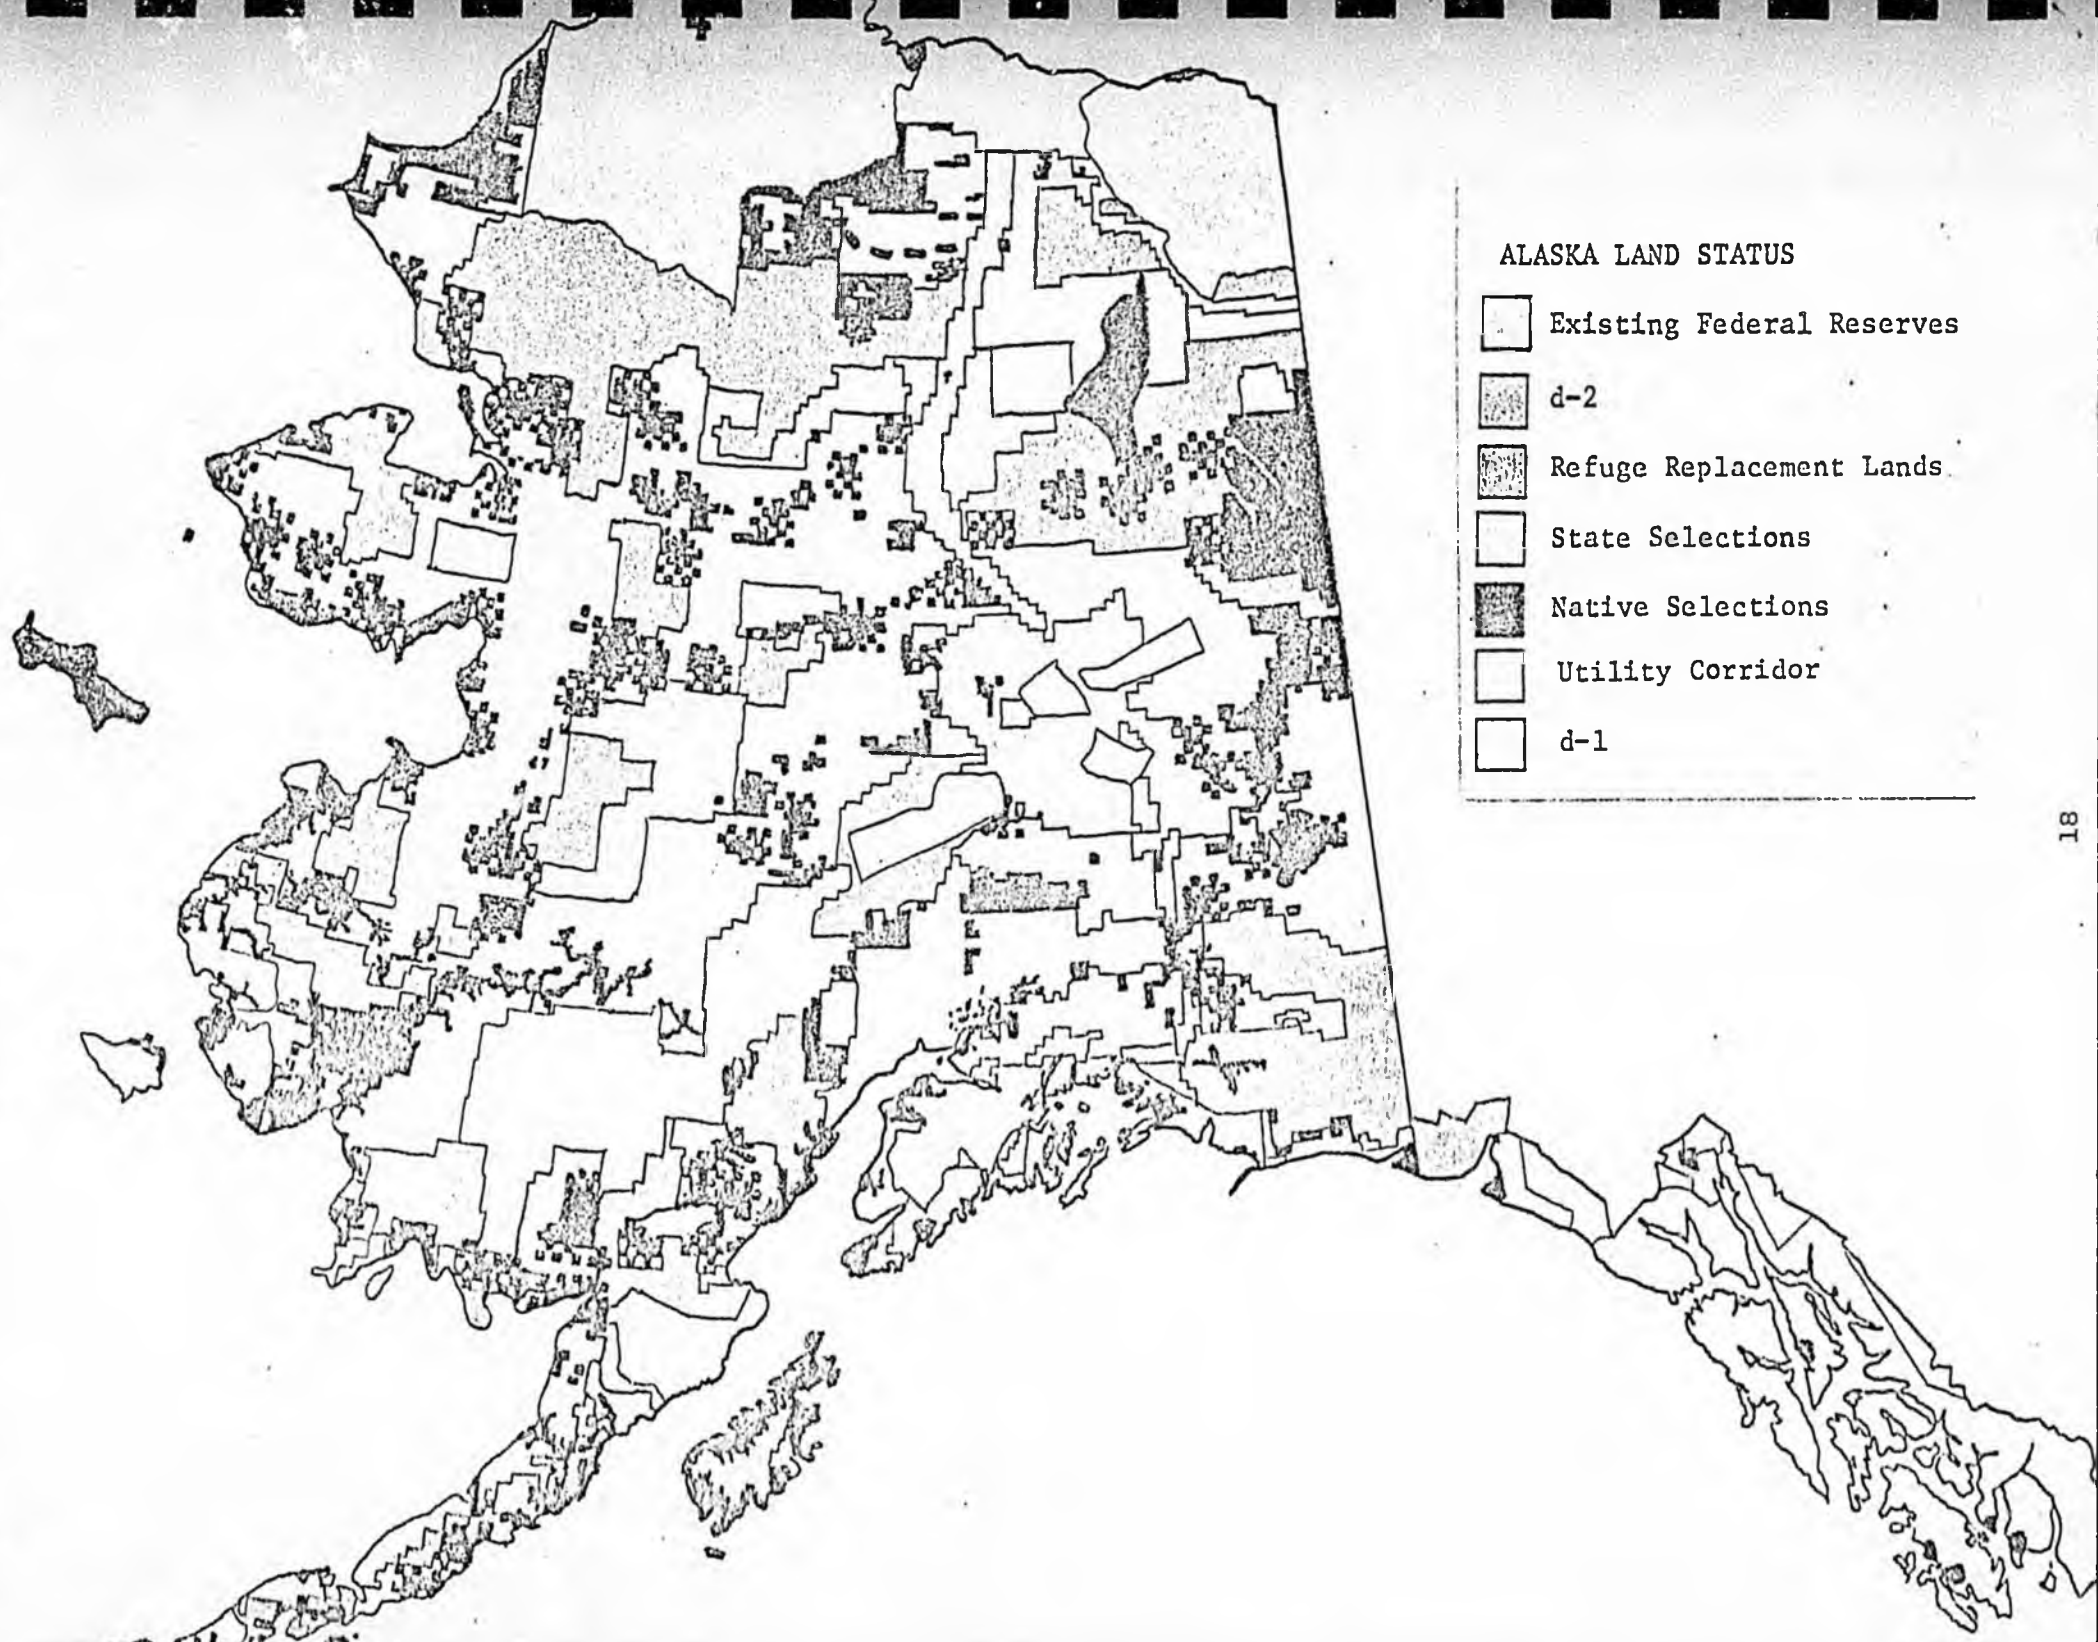 ALASKA LAND STATUS
Existing Federal Reserves
d-2
Refuge Replacement Lands
State Selections
Native Selections
Utility Corridor
d-1
18